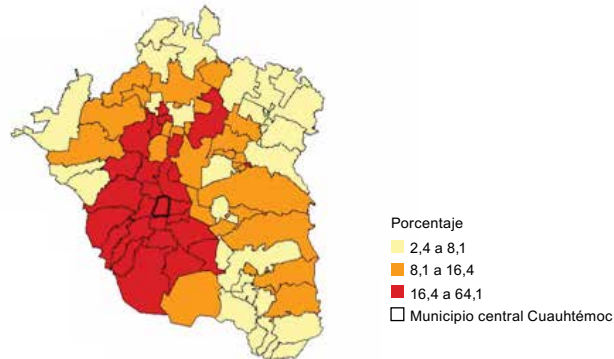 Porcentaje
2,4 a 8,1
8,1 a 16,4
16,4 a 64,1
Municipio central Cuauhtémoc